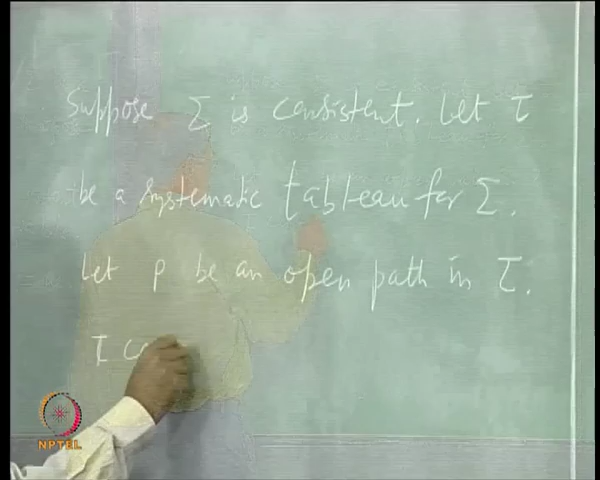 Suppose Σ is consistent. Let τ
be a systematic tableau for Σ.
Let ρ be an open path in τ.
NPTEL